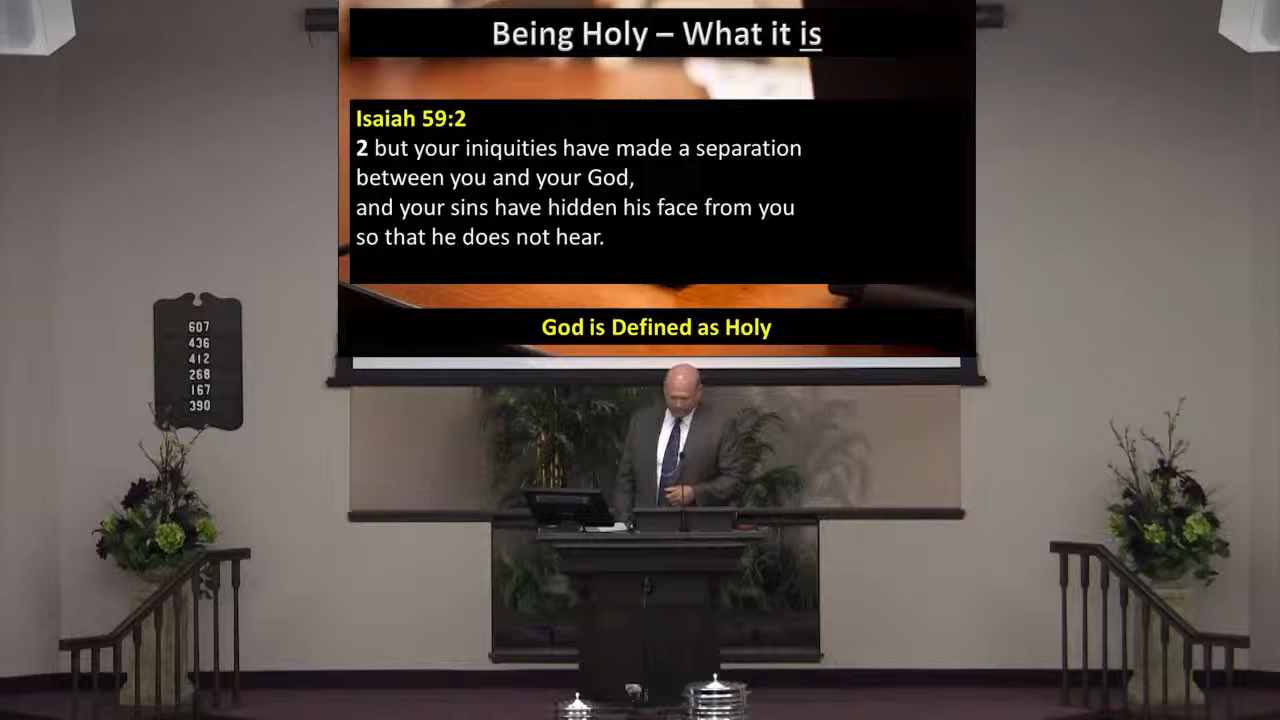 Being Holy – What it is
Isaiah 59:2
2 but your iniquities have made a separation
between you and your God,
and your sins have hidden his face from you
so that he does not hear.
God is Defined as Holy
607
436
412
268
167
390